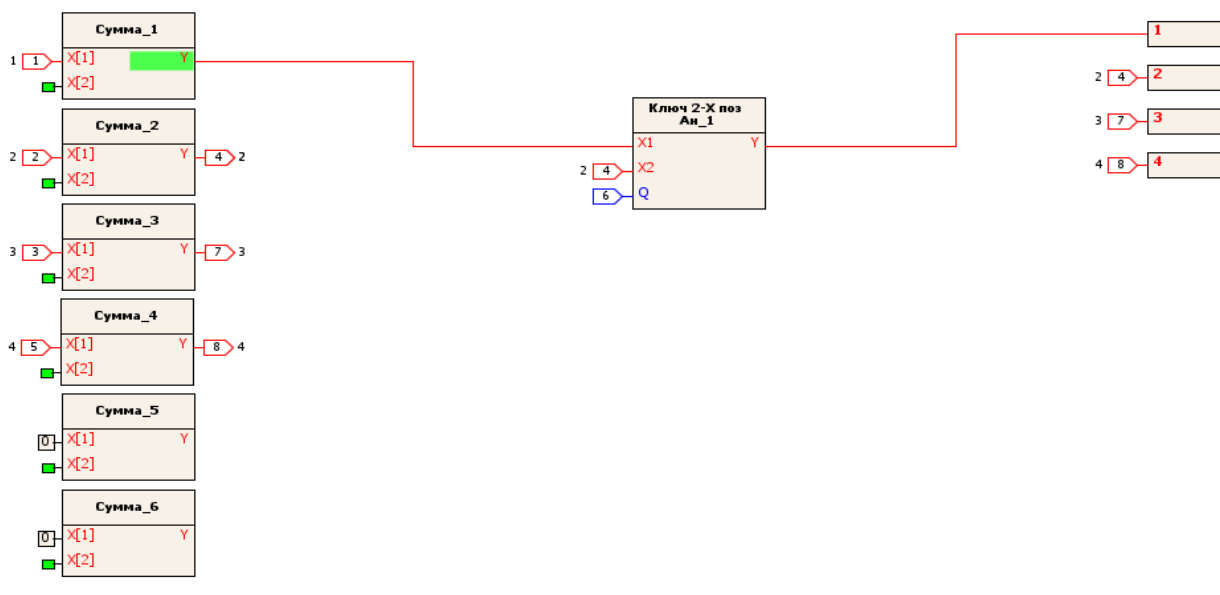 Сумма_1
1 1 X[1] Y
X[2]
Сумма_2
2 2 X[1] Y 4 2
X[2]
Сумма_3
3 3 X[1] Y 7 3
X[2]
Сумма_4
4 5 X[1] Y 8 4
X[2]
Сумма_5
0 X[1] Y
X[2]
Сумма_6
0 X[1] Y
X[2]
Ключ 2-Х поз
Ан_1
X1 Y
2 4 X2
6 Q
1
2 4 2
3 7 3
4 8 4